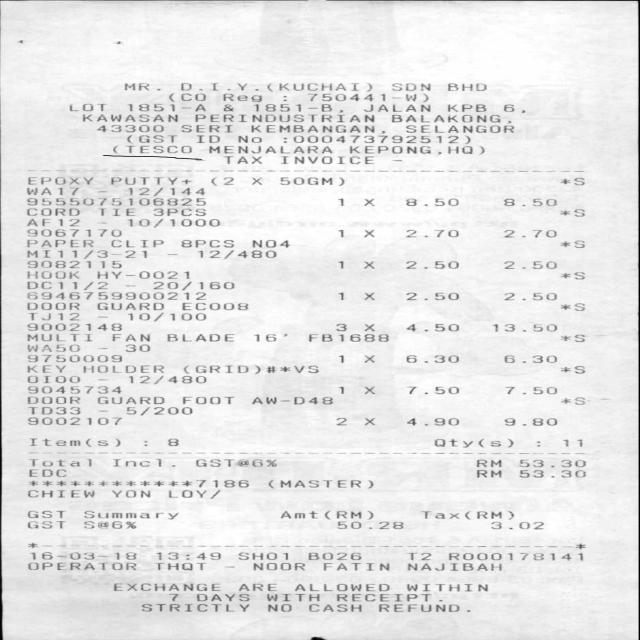 MR. D.I.Y.(KUCHAI) SDN BHD
(CO Reg : 750441-W)
LOT 1851-A & 1851-B, JALAN KPB 6,
KAWASAN PERINDUSTRIAN BALAKONG,
43300 SERI KEMBANGAN, SELANGOR
(GST ID No :000473792512)
(TESCO MENJALARA KEPONG,HQ)
- TAX INVOICE -
EPOXY PUTTY+ (2 X 50GM) *S
WA17 - 12/144
9555075106825 1 X 8.50 8.50
CORD TIE 3PCS *S
AF12 - 10/1000
9067170 1 X 2.70 2.70
PAPER CLIP 8PCS NO4 *S
MI11/3-21 - 12/480
9062115 1 X 2.50 2.50
HOOK HY-0021 *S
DC11/2 - 20/160
6946759900212 1 X 2.50 2.50
DOOR GUARD EC008 *S
TJ12 - 10/100
9002148 3 X 4.50 13.50
MULTI FAN BLADE 16' FB1688 *S
WA50 - 30
9750009 1 X 6.30 6.30
KEY HOLDER (GRID)#*VS *S
OI00 - 12/480
9045734 1 X 7.50 7.50
DOOR GUARD FOOT AW-D48 *S
TD33 - 5/200
9002107 2 X 4.90 9.80
Item(s) : 8 Qty(s) : 11
Total Incl. GST@6% RM 53.30
EDC RM 53.30
************7186 (MASTER)
CHIEW YON LOY/
GST Summary Amt(RM) Tax(RM)
GST S@6% 50.28 3.02
16-03-18 13:49 SH01 B026 T2 R000178141
OPERATOR THQT - NOOR FATIN NAJIBAH
EXCHANGE ARE ALLOWED WITHIN
7 DAYS WITH RECEIPT.
STRICTLY NO CASH REFUND.